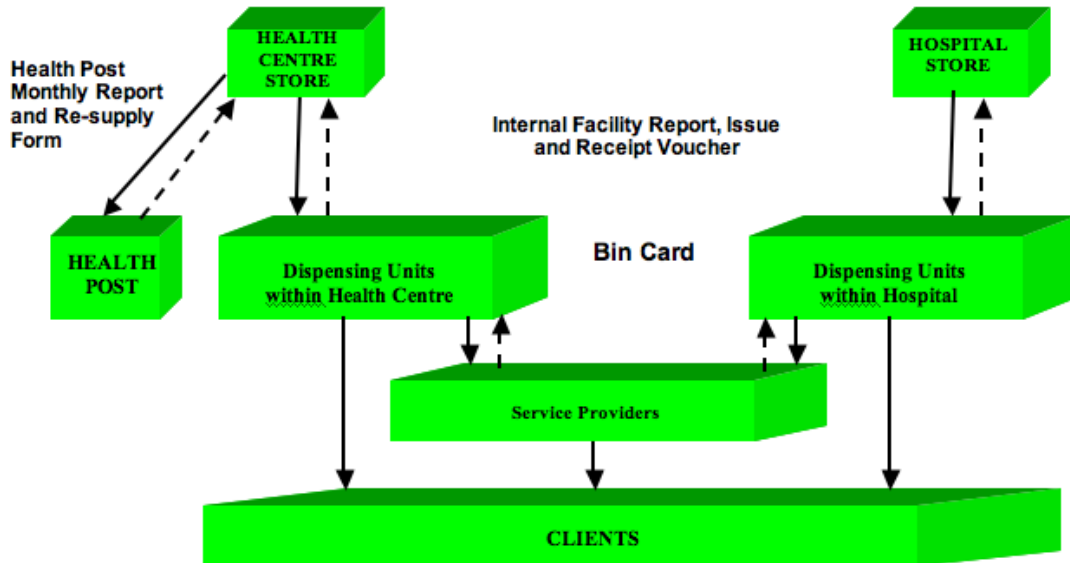 HEALTH
CENTRE
STORE
HOSPITAL
STORE
Health Post
Monthly Report
and Re-supply
Form
Internal Facility Report, Issue
and Receipt Voucher
HEALTH
POST
Dispensing Units
within Health Centre
Bin Card
Dispensing Units
within Hospital
Service Providers
CLIENTS